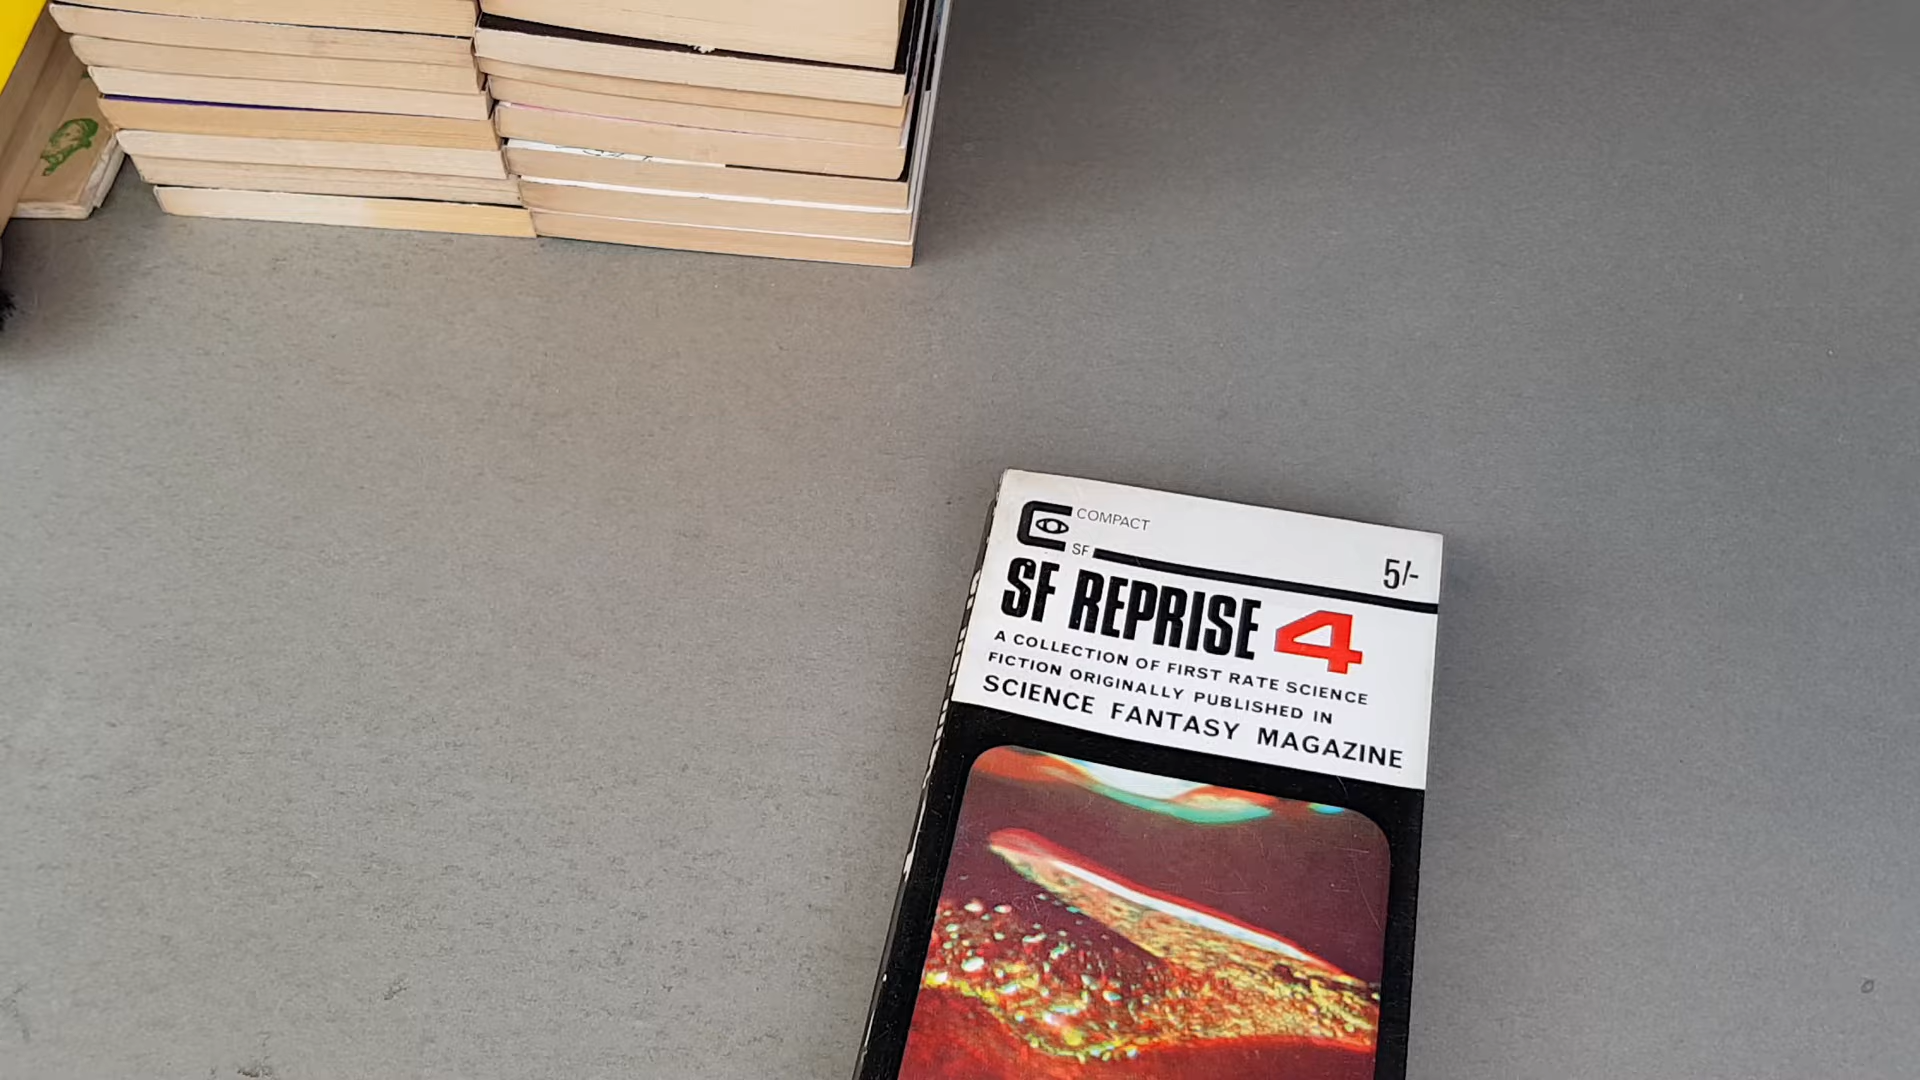 COMPACT
SF
5/-
SF REPRISE 4
A COLLECTION OF FIRST RATE SCIENCE
FICTION ORIGINALLY PUBLISHED IN
SCIENCE FANTASY MAGAZINE